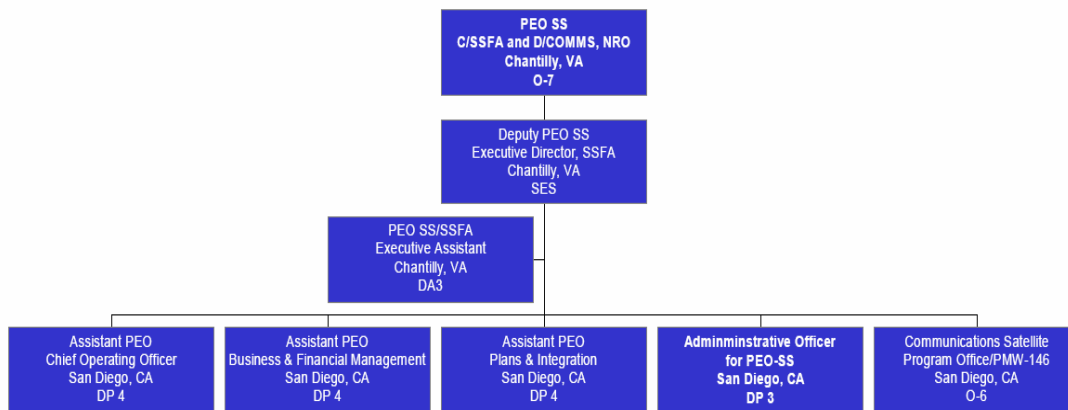 PEO SS
C/SSFA and D/COMMS, NRO
Chantilly, VA
O-7
Deputy PEO SS
Executive Director, SSFA
Chantilly, VA
SES
PEO SS/SSFA
Executive Assistant
Chantilly, VA
DA3
Assistant PEO
Chief Operating Officer
San Diego, CA
DP 4
Assistant PEO
Business & Financial Management
San Diego, CA
DP 4
Assistant PEO
Plans & Integration
San Diego, CA
DP 4
Adminminstrative Officer
for PEO-SS
San Diego, CA
DP 3
Communications Satellite
Program Office/PMW-146
San Diego, CA
O-6